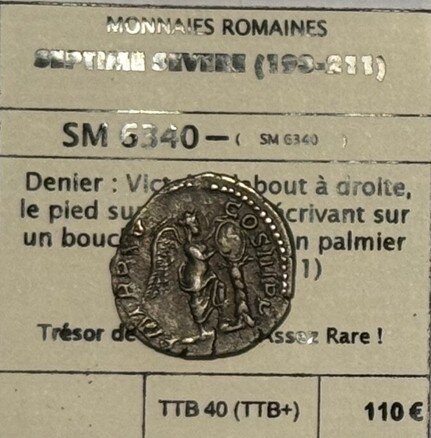 MONNAIES ROMAINES
SEPTIME SEVERE (193-211)
SM 6340 – ( SM 6340 )
Denier : Vict debout à droite,
le pied su écrivant sur
un bouc n palmier
1)
Trésor de Assez Rare !
TTB 40 (TTB+)
110 €